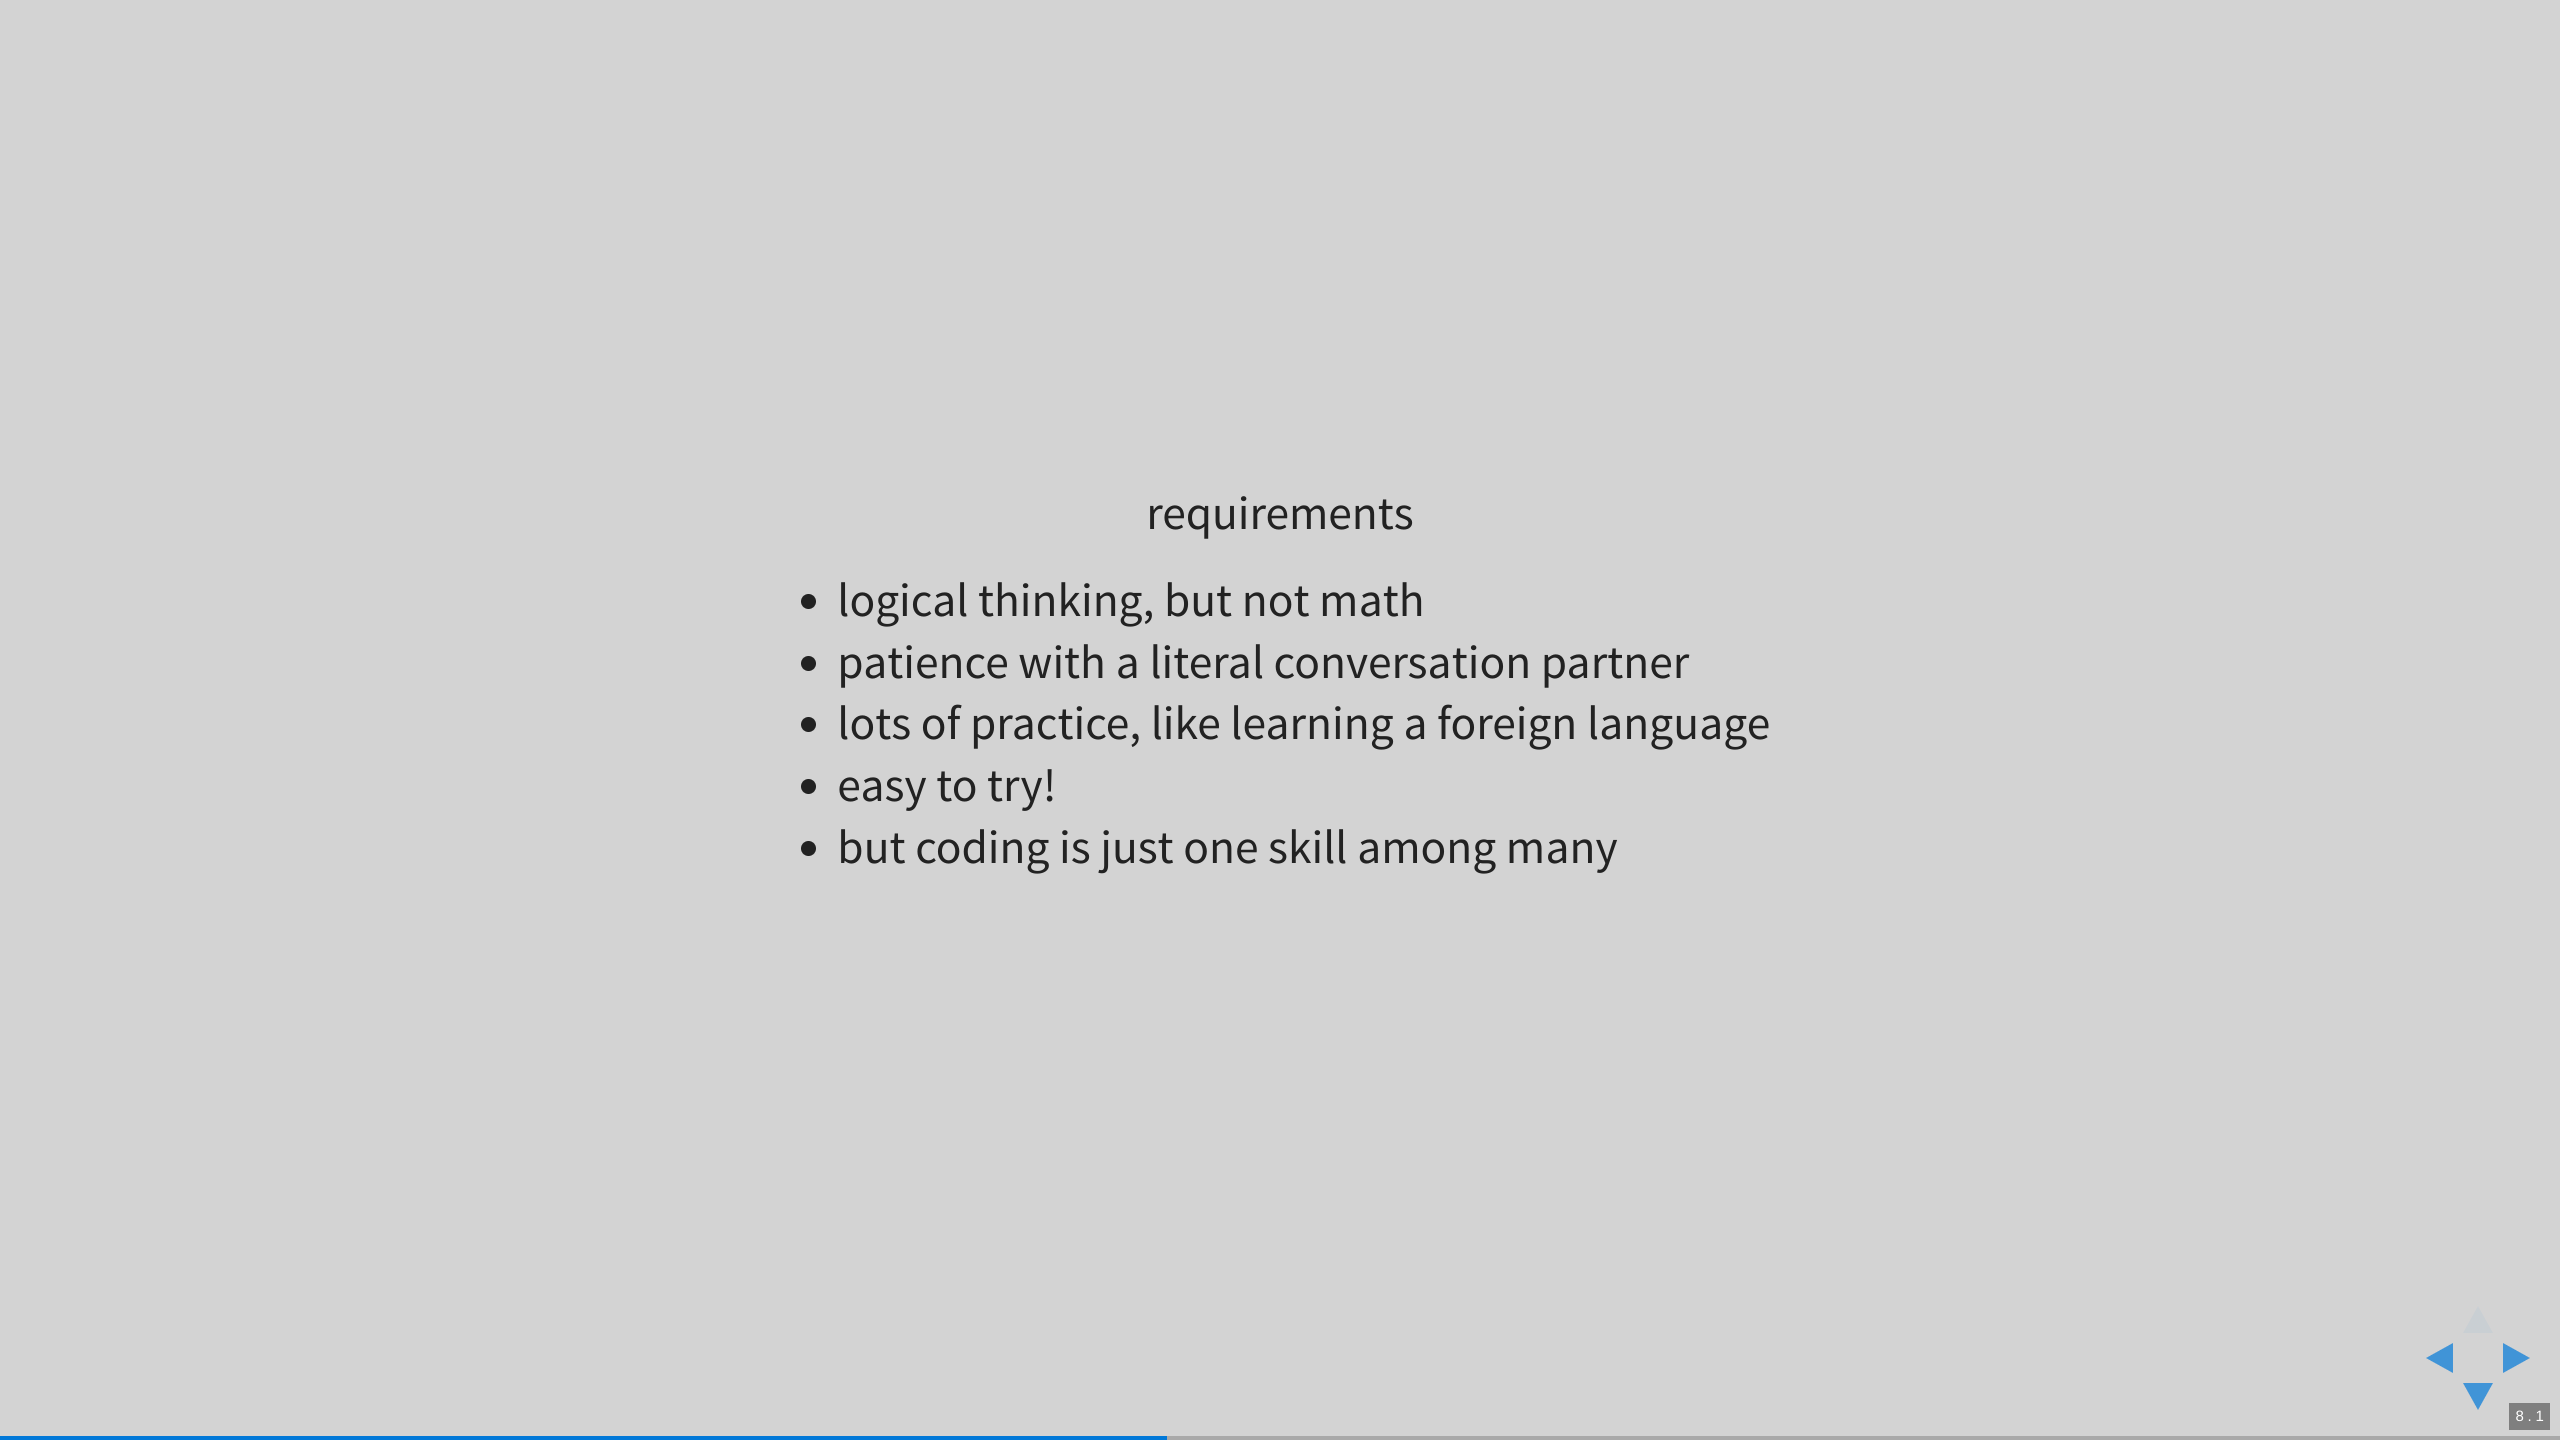 requirements
• logical thinking, but not math
• patience with a literal conversation partner
• lots of practice, like learning a foreign language
• easy to try!
• but coding is just one skill among many
8 . 1